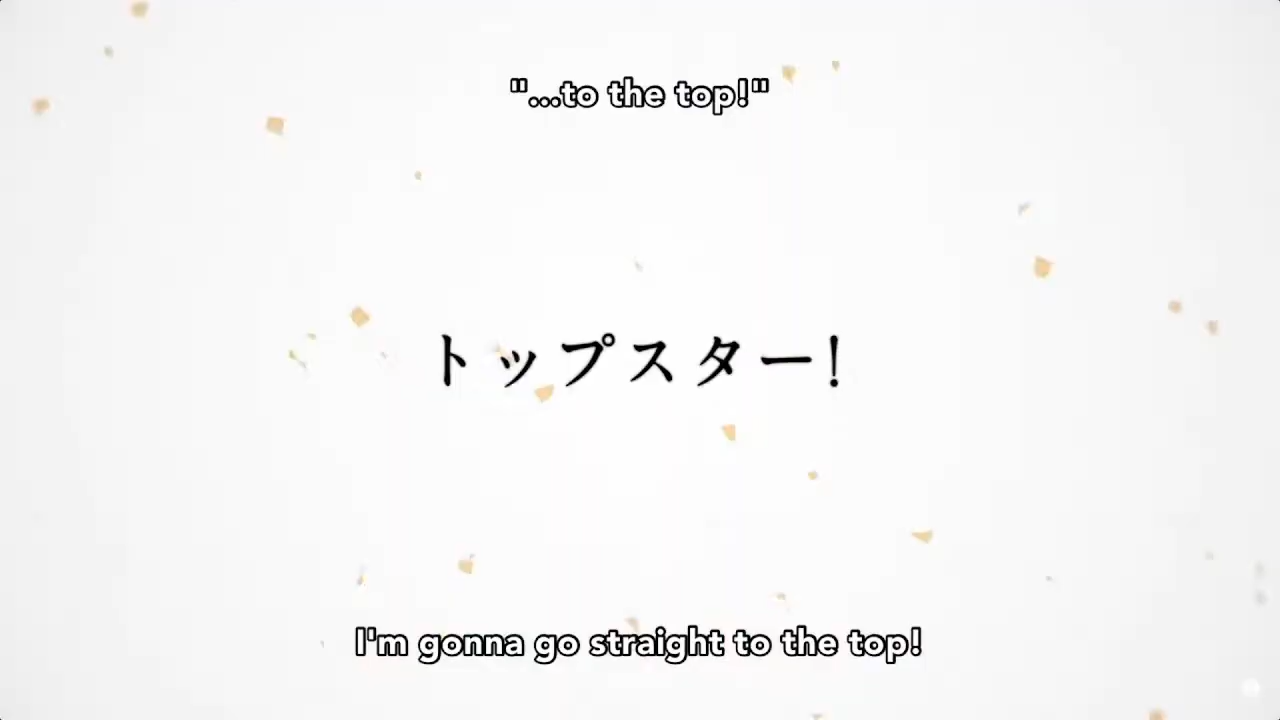 "...to the top!"
トップスター!
I'm gonna go straight to the top!